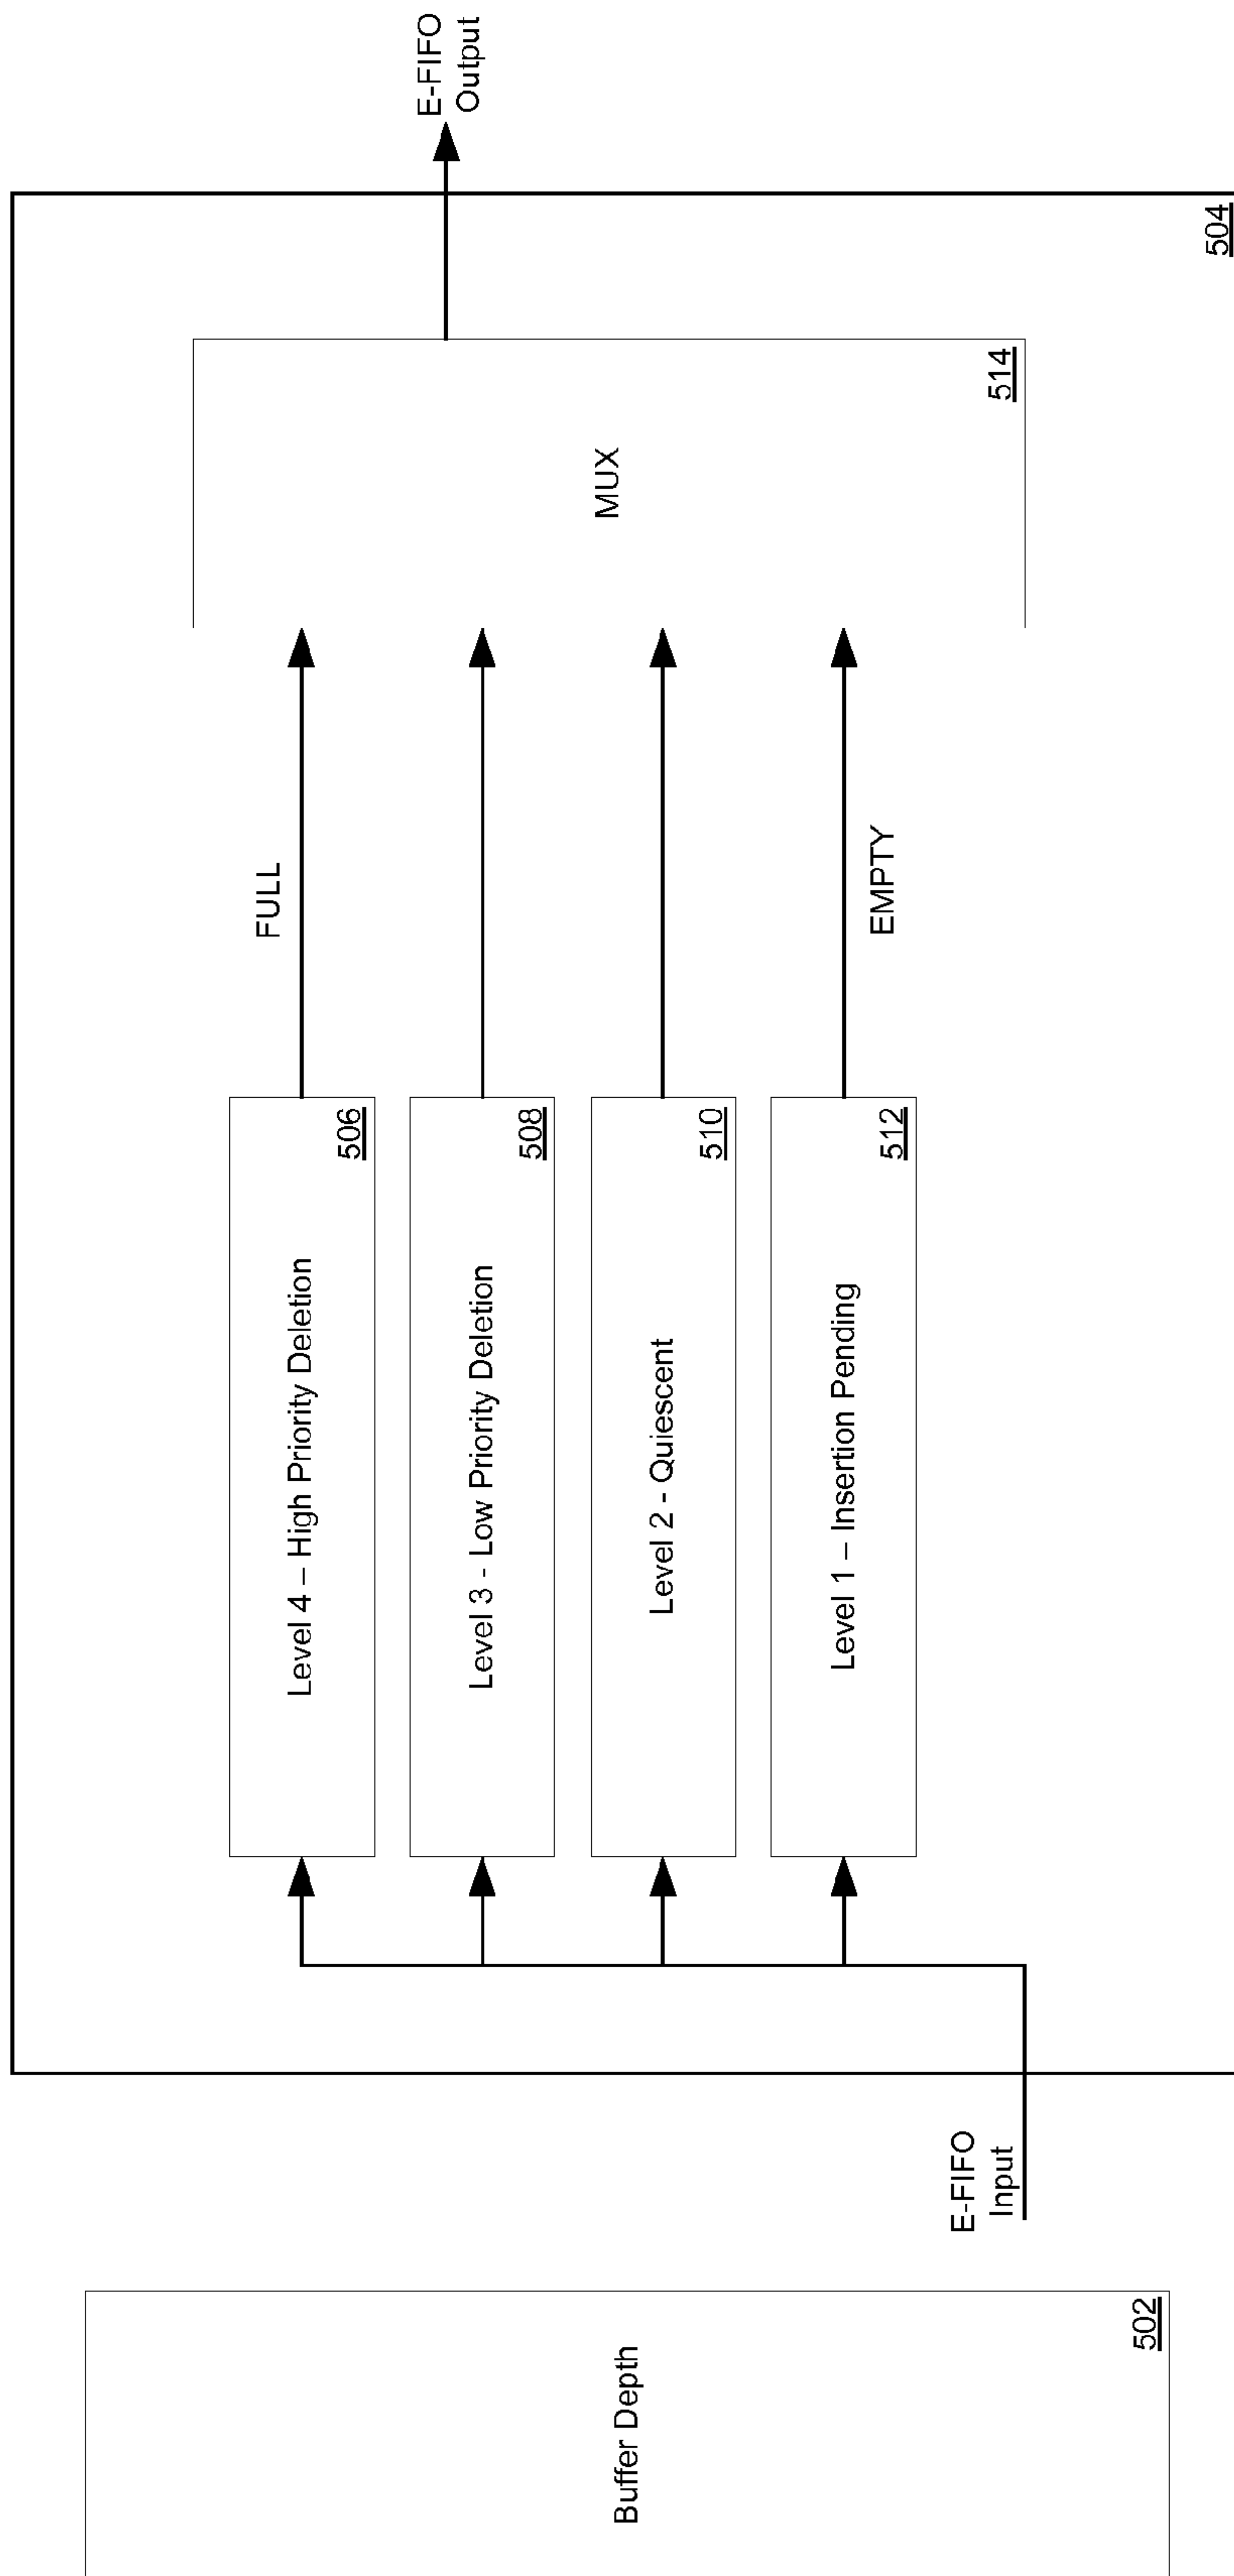 Buffer Depth
502
E-FIFO
Input
Level 4 – High Priority Deletion
506
Level 3 - Low Priority Deletion
508
Level 2 - Quiescent
510
Level 1 – Insertion Pending
512
FULL
EMPTY
MUX
514
504
E-FIFO
Output